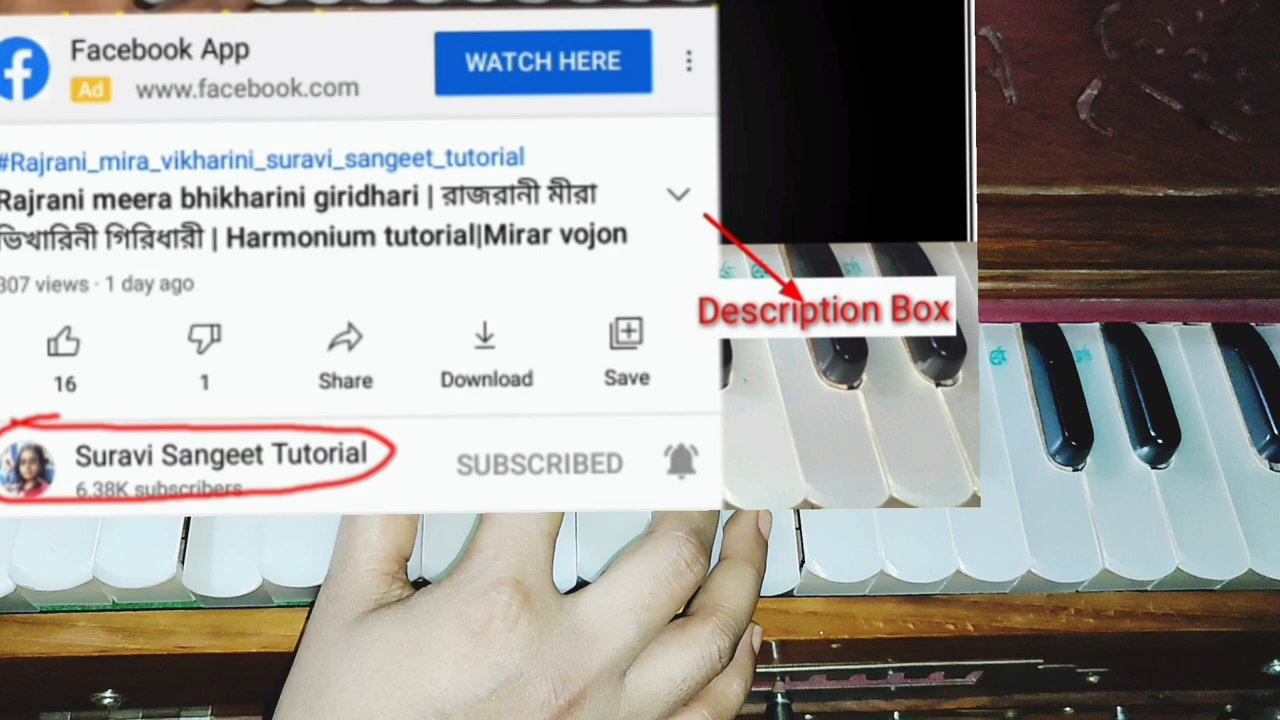 Facebook App
Ad www.facebook.com
WATCH HERE
#Rajrani_mira_vikharini_suravi_sangeet_tutorial
Rajrani meera bhikharini giridhari | রাজরানী মীরা
ভিখারিনী গিরিধারী | Harmonium tutorial|Mirar vojon
307 views · 1 day ago
16
1
Share
Download
Save
Description Box
Suravi Sangeet Tutorial
6.38K subscribers
SUBSCRIBED